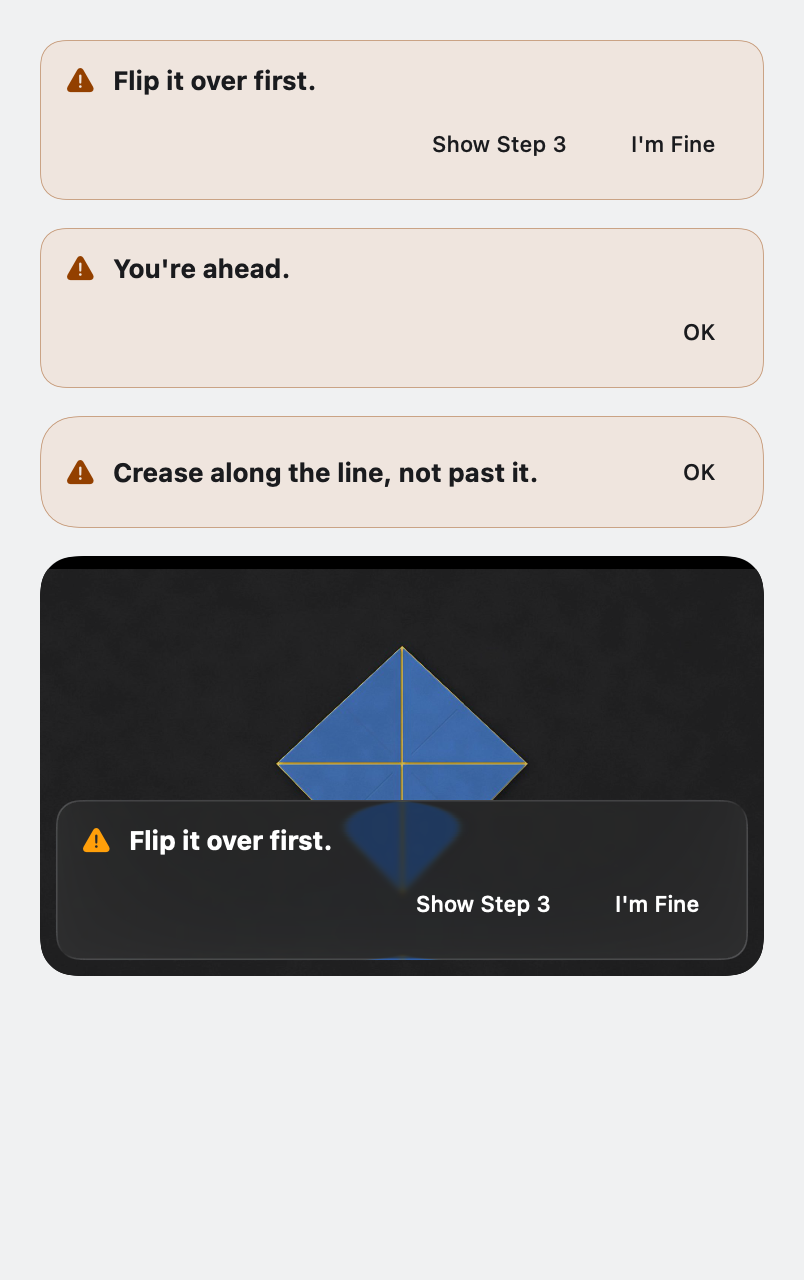 Flip it over first.
Show Step 3 I'm Fine
You're ahead.
OK
Crease along the line, not past it. OK
Flip it over first.
Show Step 3 I'm Fine